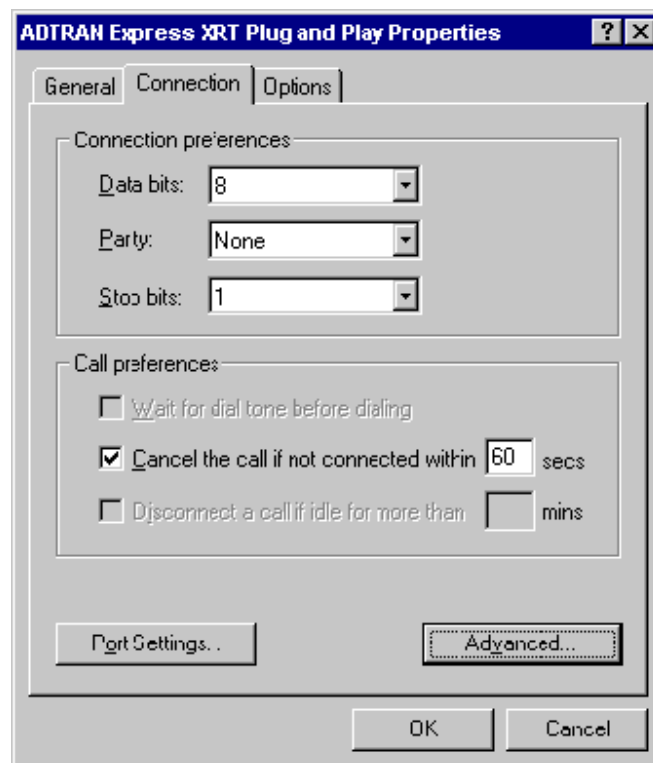 ADTRAN Express XRT Plug and Play Properties
General Connection Options
Connection preferences
Data bits: 8
Parity: None
Stop bits: 1
Call preferences
Wait for dial tone before dialing
Cancel the call if not connected within 60 secs
Disconnect a call if idle for more than mins
Port Settings... Advanced...
OK Cancel